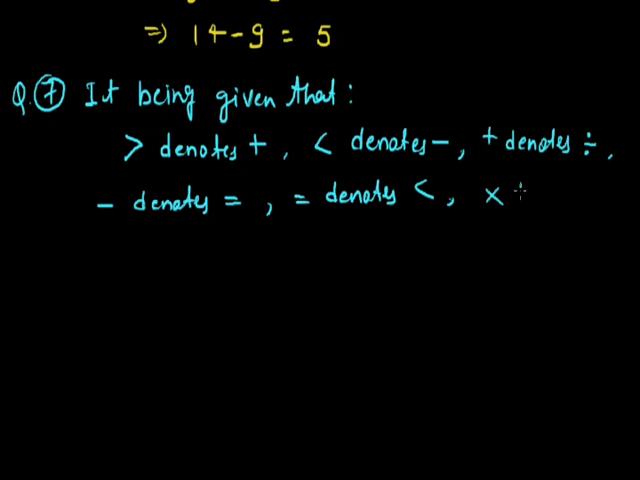 ⇒ 14 - 9 = 5
Q. 7 It being given that :
> denotes + , < denotes - , + denotes ÷ ,
- denotes = , = denotes < , ×